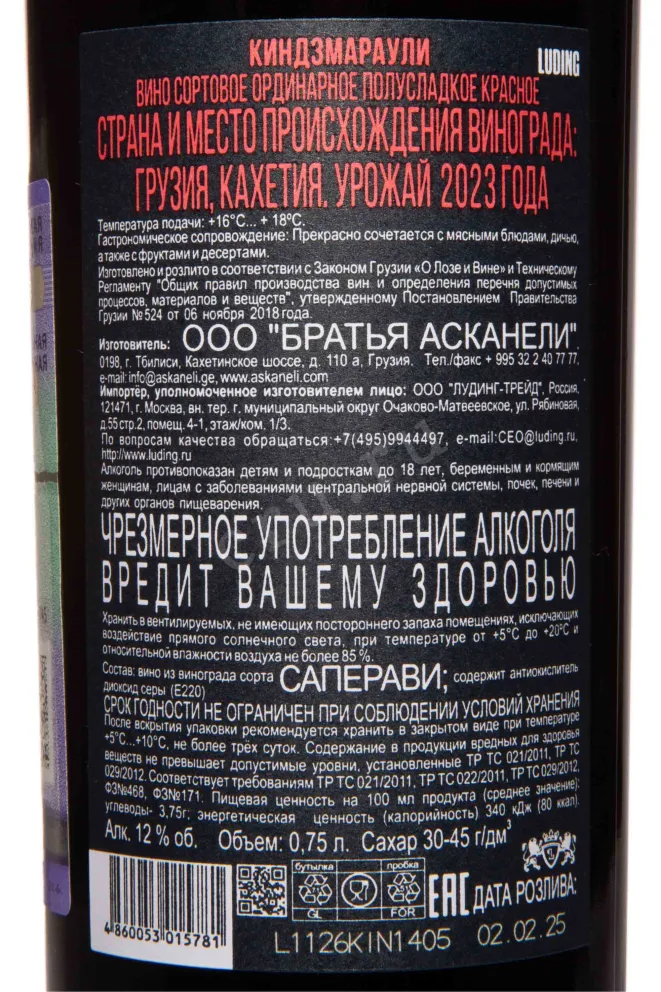 КИНДЗМАРАУЛИ
LUDING
ВИНО СОРТОВОЕ ОРДИНАРНОЕ ПОЛУСЛАДКОЕ КРАСНОЕ
СТРАНА И МЕСТО ПРОИСХОЖДЕНИЯ ВИНОГРАДА:
ГРУЗИЯ, КАХЕТИЯ. УРОЖАЙ 2023 ГОДА
Температура подачи: +16°C... + 18ºC.
Гастрономическое сопровождение: Прекрасно сочетается с мясными блюдами, дичью,
а также с фруктами и десертами.
Изготовлено и розлито в соответствии с Законом Грузии «О Лозе и Вине» и Техническому
Регламенту "Общих правил производства вин и определения перечня допустимых
процессов, материалов и веществ", утвержденному Постановлением Правительства
Грузии №524 от 06 ноября 2018 года.
Изготовитель: ООО "БРАТЬЯ АСКАНЕЛИ",
0198, г. Тбилиси, Кахетинское шоссе, д. 110 а, Грузия. Тел./факс + 995 32 2 40 77 77,
e-mail: info@askaneli.ge, www.askaneli.com
Импортёр, уполномоченное изготовителем лицо: ООО "ЛУДИНГ-ТРЕЙД", Россия,
121471, г. Москва, вн. тер. г. муниципальный округ Очаково-Матвеевское, ул. Рябиновая,
д.55 стр.2, помещ. 4-1, этаж/ком. 1/3.
По вопросам качества обращаться:+7(495)9944497, e-mail:CEO@luding.ru,
http://www.luding.ru
Алкоголь противопоказан детям и подросткам до 18 лет, беременным и кормящим
женщинам, лицам с заболеваниями центральной нервной системы, почек, печени и
других органов пищеварения.
ЧРЕЗМЕРНОЕ УПОТРЕБЛЕНИЕ АЛКОГОЛЯ
ВРЕДИТ ВАШЕМУ ЗДОРОВЬЮ
Хранить в вентилируемых, не имеющих постороннего запаха помещениях, исключающих
воздействие прямого солнечного света, при температуре от +5°C до +20°C и
относительной влажности воздуха не более 85 %.
Состав: вино из винограда сорта САПЕРАВИ; содержит антиокислитель
диоксид серы (Е220)
СРОК ГОДНОСТИ НЕ ОГРАНИЧЕН ПРИ СОБЛЮДЕНИИ УСЛОВИЙ ХРАНЕНИЯ
После вскрытия упаковки рекомендуется хранить в закрытом виде при температуре
+5°C...+10°C, не более трёх суток. Содержание в продукции вредных для здоровья
веществ не превышает допустимые уровни, установленные ТР ТС 021/2011, ТР ТС
029/2012. Соответствует требованиям ТР ТС 021/2011, ТР ТС 022/2011, ТР ТС 029/2012,
ФЗ№468, ФЗ№171. Пищевая ценность на 100 мл продукта (среднее значение):
углеводы- 3,75г; энергетическая ценность (калорийность) 340 кДж (80 ккал).
Алк. 12 % об. Объем: 0,75 л. Сахар 30-45 г/дм³
бутылка
пробка
GL
FOR
EAC ДАТА РОЗЛИВА:
4 860053 015781
L1126KIN1405 02.02.25